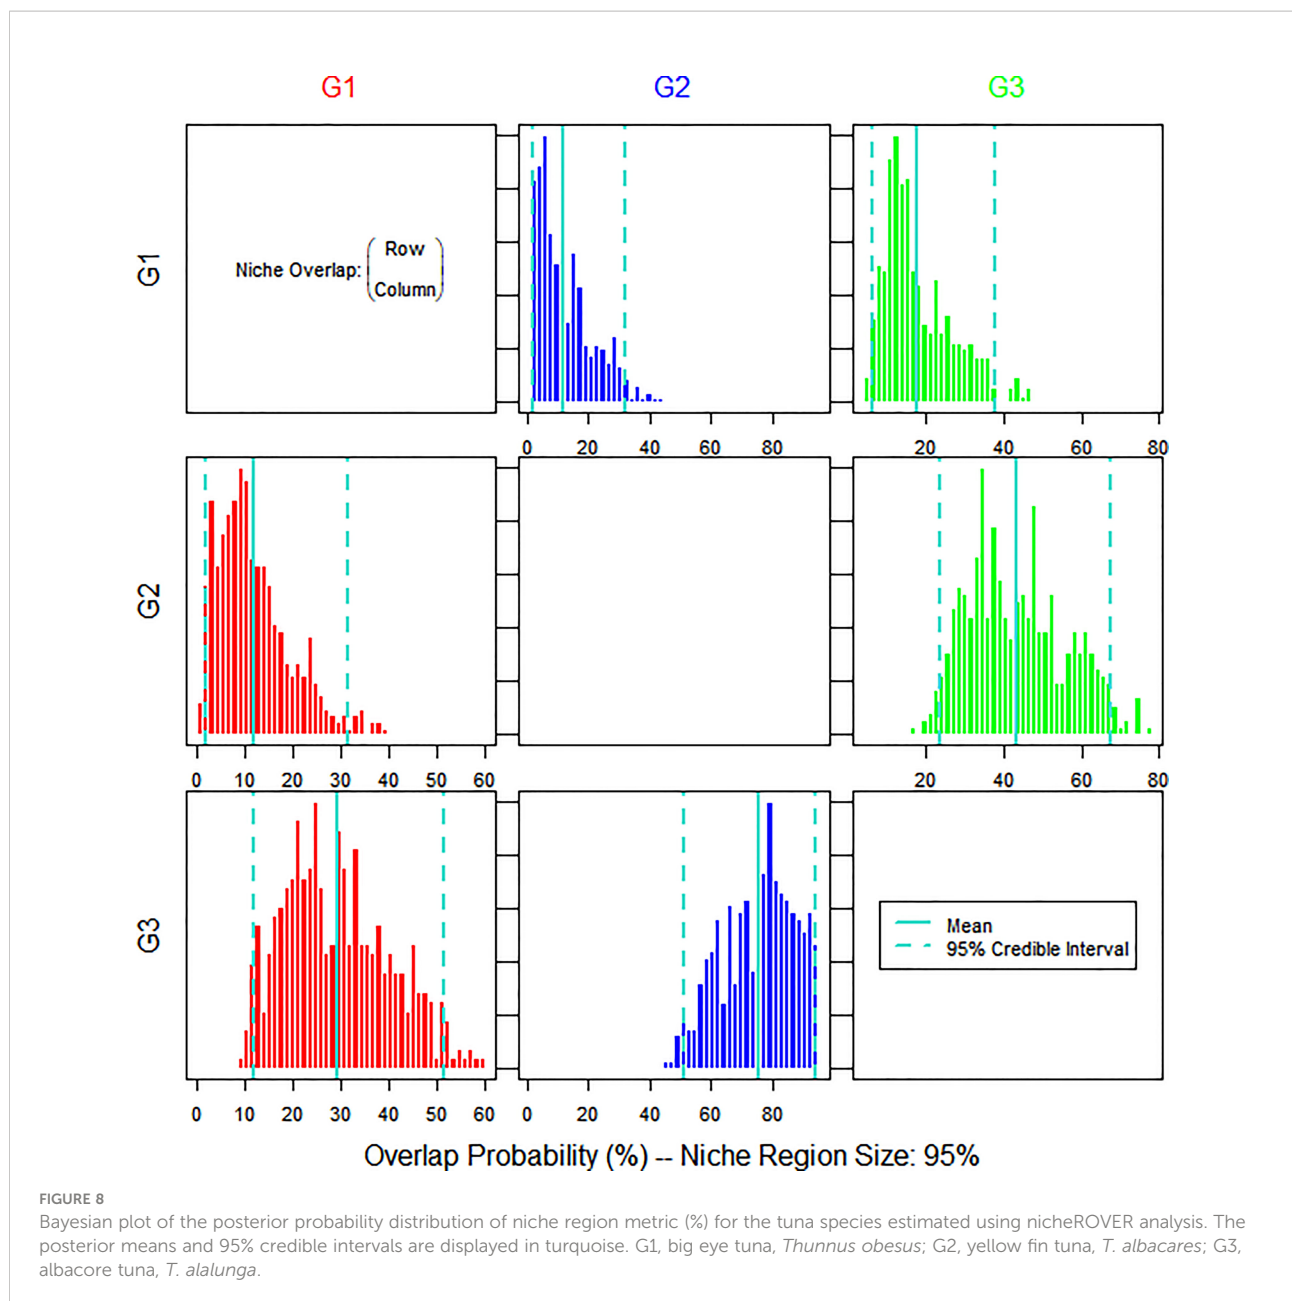 G1 G2 G3
G1
Niche Overlap: ( Row
Column )
0 20 40 60 80
20 40 60 80
G2
0 10 20 30 40 50 60
20 40 60 80
G3
Mean
95% Credible Interval
0 10 20 30 40 50 60
0 20 40 60 80
Overlap Probability (%) -- Niche Region Size: 95%
FIGURE 8
Bayesian plot of the posterior probability distribution of niche region metric (%) for the tuna species estimated using nicheROVER analysis. The
posterior means and 95% credible intervals are displayed in turquoise. G1, big eye tuna, Thunnus obesus; G2, yellow fin tuna, T. albacares; G3,
albacore tuna, T. alalunga.